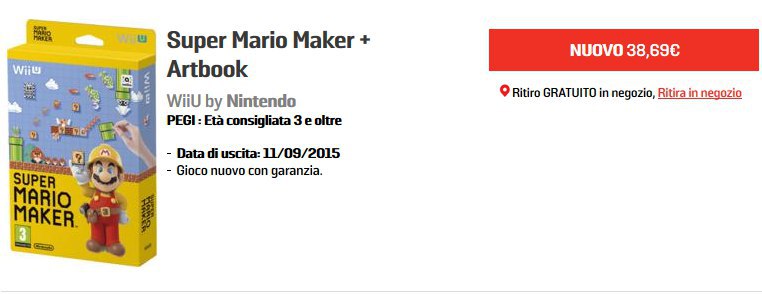 Super Mario Maker +
Artbook
WiiU by Nintendo
PEGI : Età consigliata 3 e oltre
- Data di uscita: 11/09/2015
- Gioco nuovo con garanzia.
NUOVO 38,69€
Ritiro GRATUITO in negozio, Ritira in negozio
SUPER
MARIO
MAKER
Wii U
Wii U
WiiU
SUPER
MARIO
MAKER
3
Nintendo